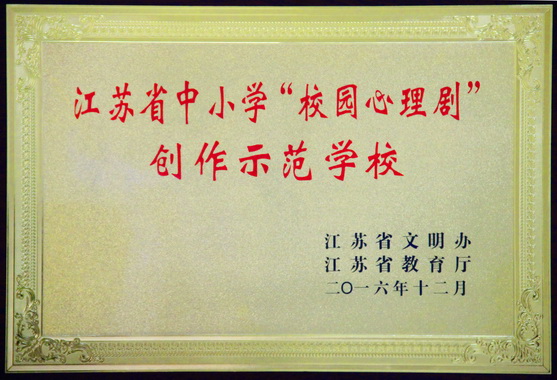 江苏省中小学“校园心理剧”
创作示范学校
江苏省文明办
江苏省教育厅
二〇一六年十二月